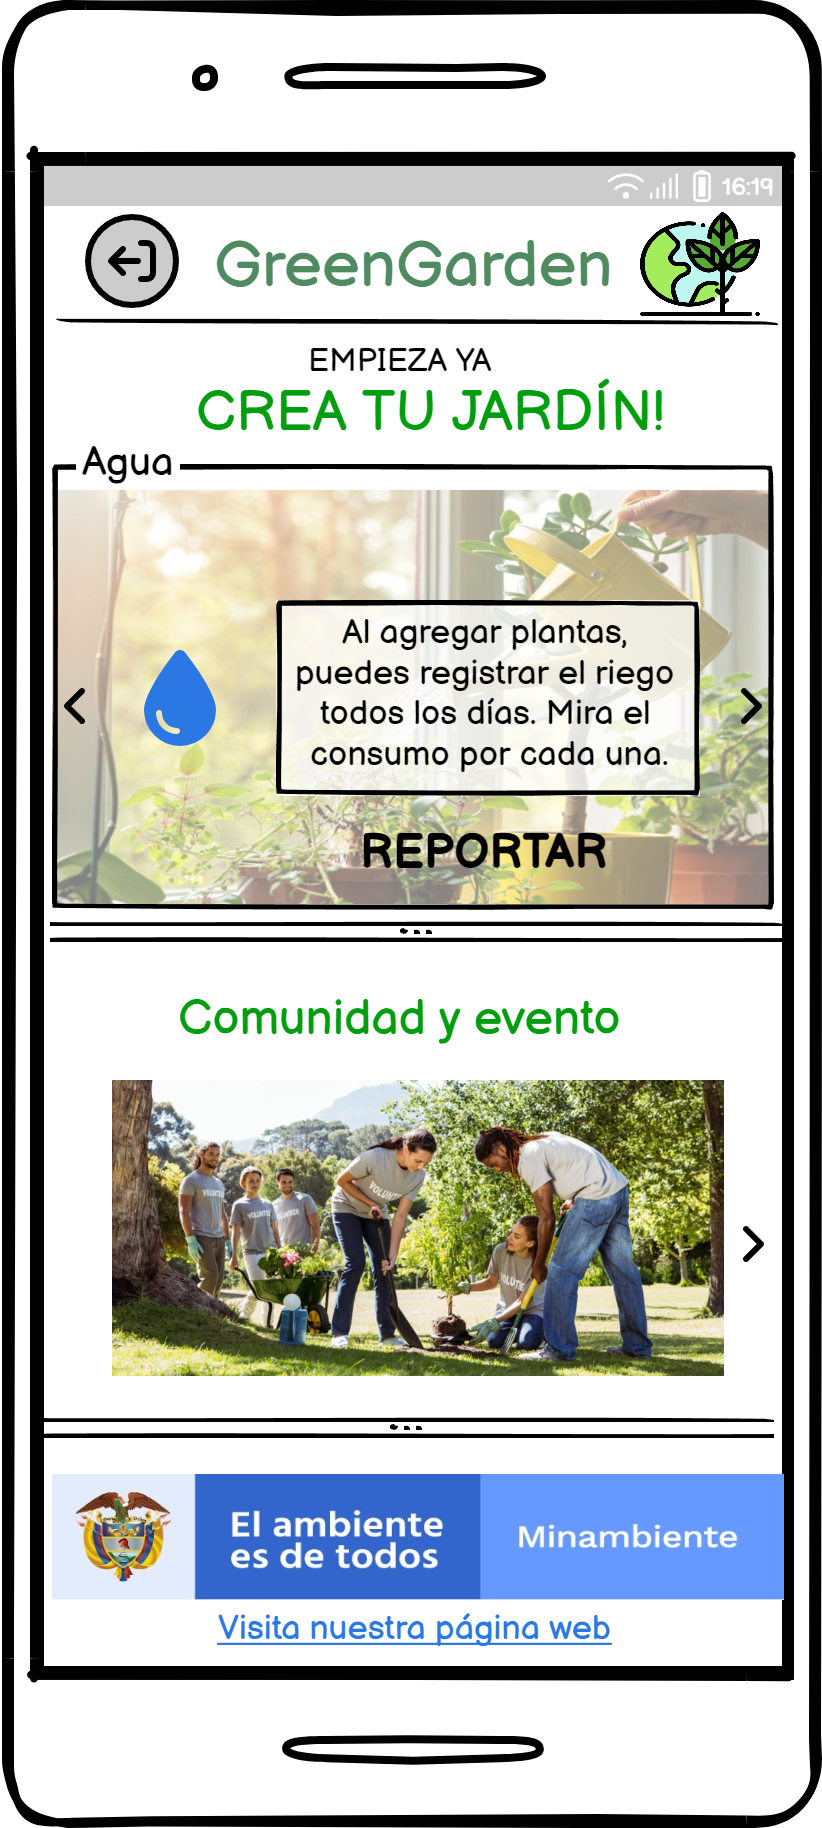 16:19
GreenGarden
EMPIEZA YA
CREA TU JARDÍN!
Agua
Al agregar plantas,
puedes registrar el riego
todos los días. Mira el
consumo por cada una.
REPORTAR
Comunidad y evento
VOLUNTEER
El ambiente
es de todos
Minambiente
Visita nuestra página web